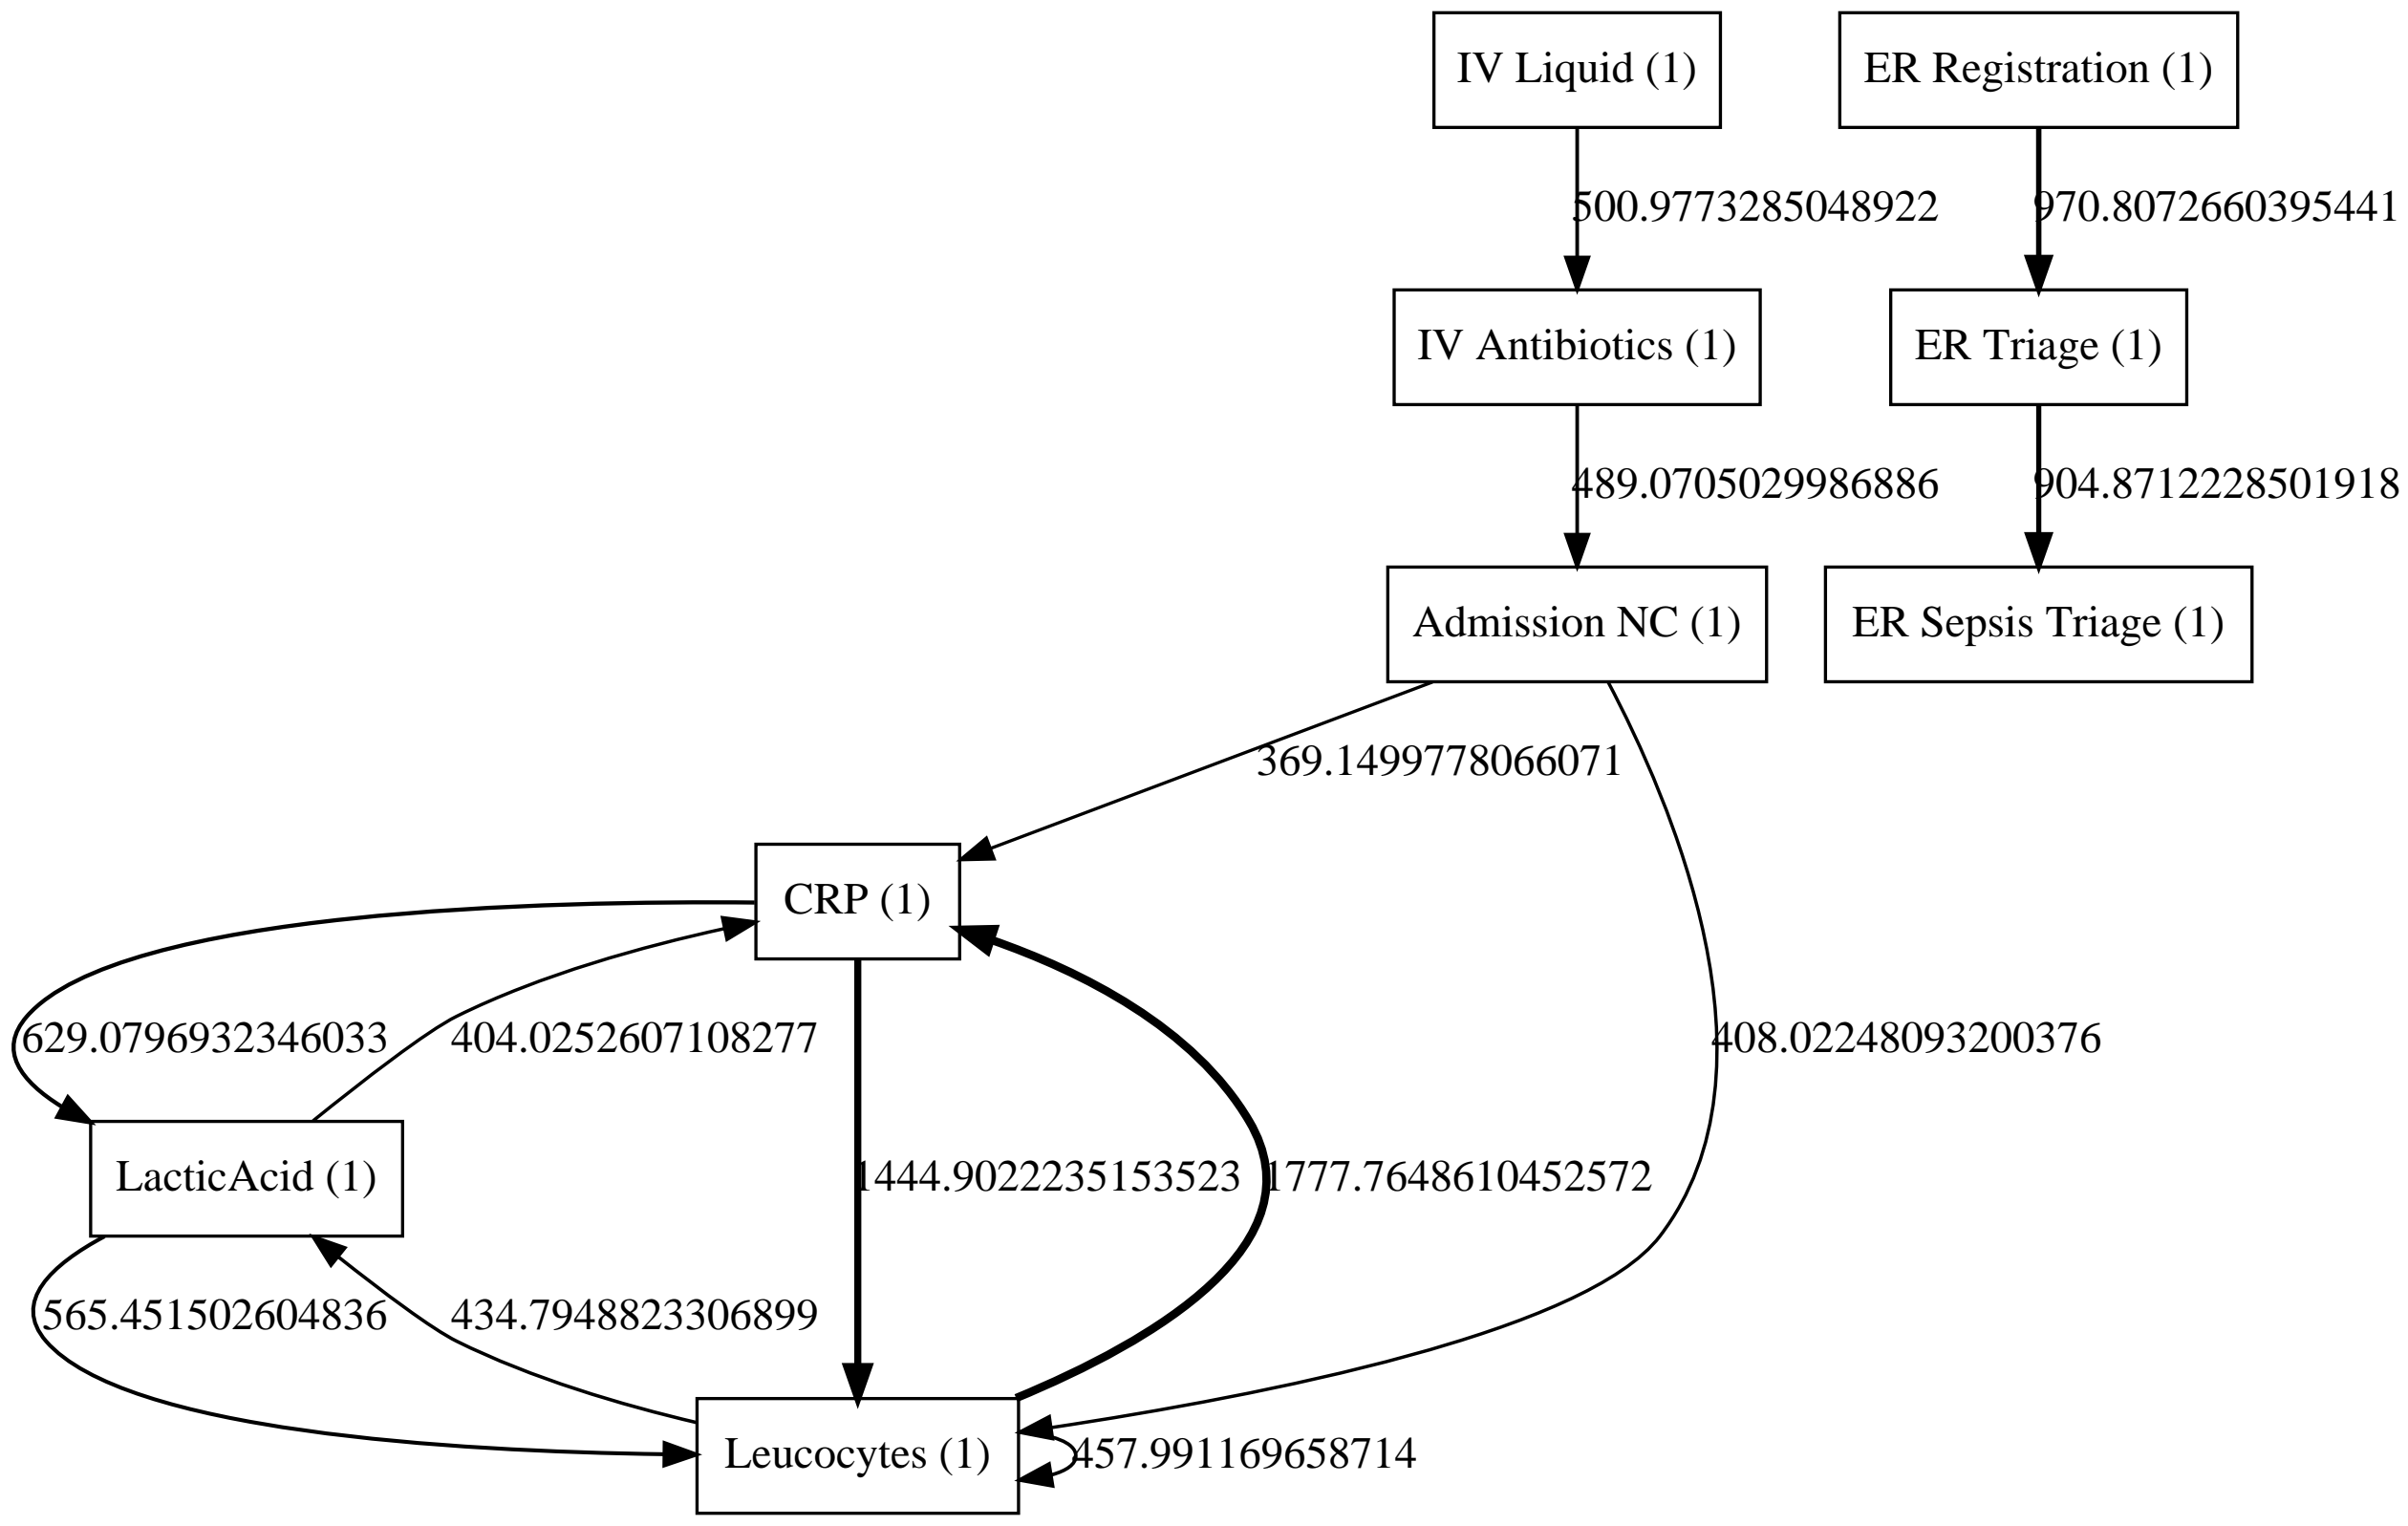 IV Liquid (1)
ER Registration (1)
500.9773285048922
970.8072660395441
IV Antibiotics (1)
ER Triage (1)
489.0705029986886
904.8712228501918
Admission NC (1)
ER Sepsis Triage (1)
369.1499778066071
CRP (1)
629.0796932346033
404.0252607108277
408.02248093200376
LacticAcid (1)
1444.9022235153523
1777.7648610452572
565.451502604836
434.7948823306899
Leucocytes (1)
457.991169658714